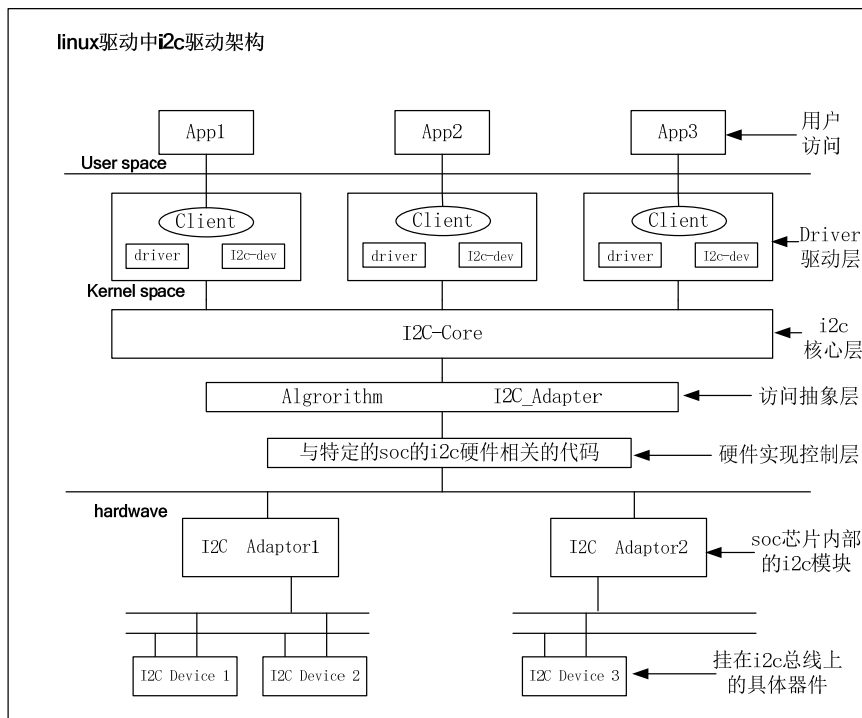 linux驱动中i2c驱动架构
App1
App2
App3
用户
访问
User space
Client
Client
Client
driver
I2c-dev
driver
I2c-dev
driver
I2c-dev
Driver
驱动层
Kernel space
I2C-Core
i2c
核心层
Algrorithm I2C_Adapter
访问抽象层
与特定的soc的i2c硬件相关的代码
硬件实现控制层
hardwave
I2C Adaptor1
I2C Adaptor2
soc芯片内部
的i2c模块
I2C Device 1
I2C Device 2
I2C Device 3
挂在i2c总线上
的具体器件